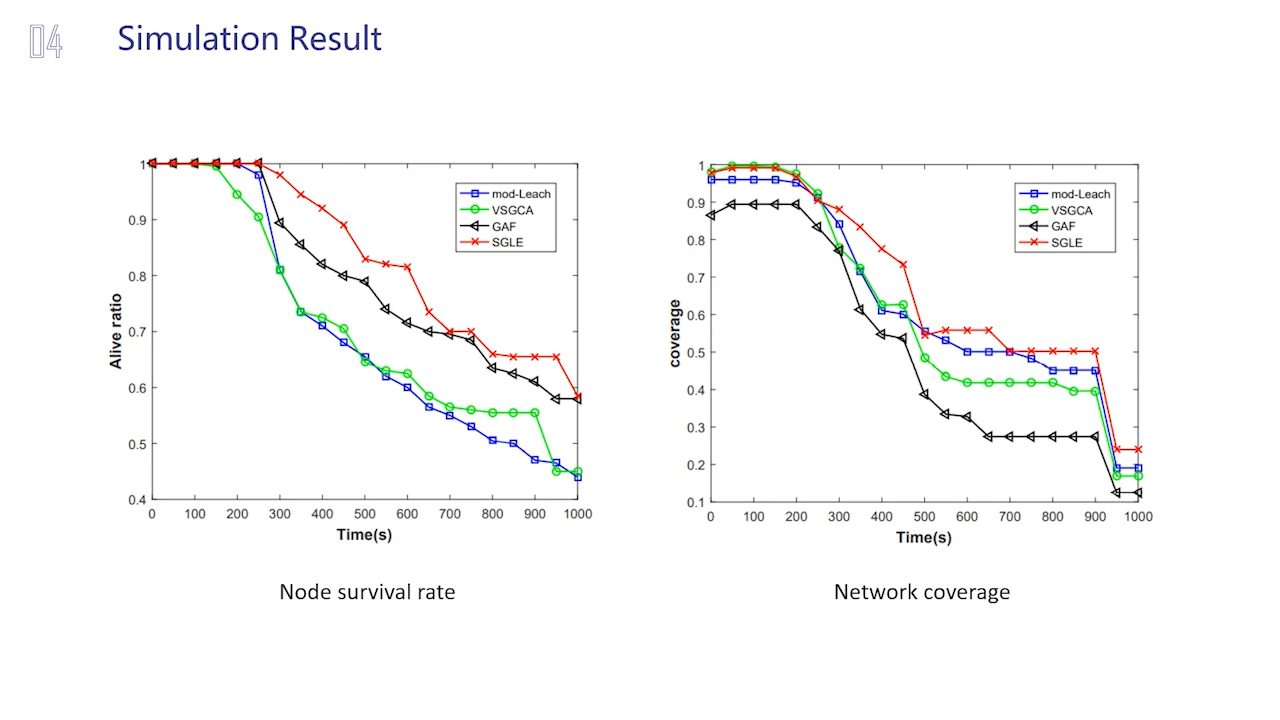 04
Simulation Result
1
0.9
0.8
0.7
0.6
0.5
0.4
Alive ratio
0 100 200 300 400 500 600 700 800 900 1000
Time(s)
mod-Leach
VSGCA
GAF
SGLE
Node survival rate
1
0.9
0.8
0.7
0.6
0.5
0.4
0.3
0.2
0.1
coverage
0 100 200 300 400 500 600 700 800 900 1000
Time(s)
mod-Leach
VSGCA
GAF
SGLE
Network coverage